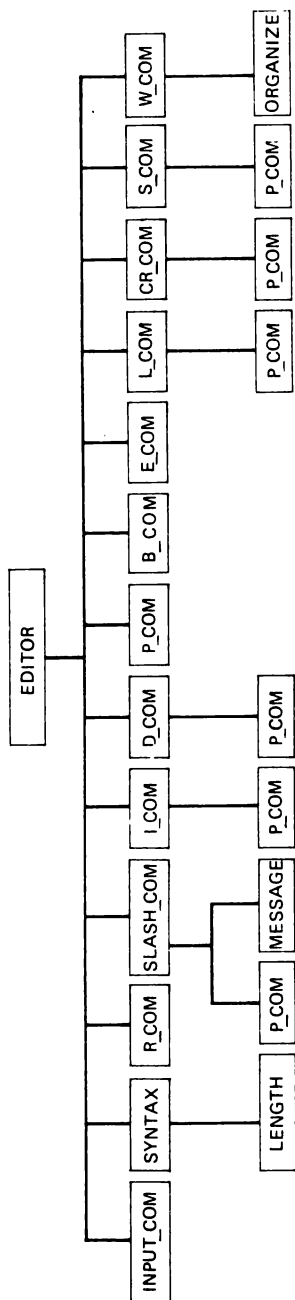 EDITOR
INPUT_COM
SYNTAX
R_COM
SLASH_COM
I_COM
D_COM
P_COM
B_COM
E_COM
L_COM
CR_COM
S_COM
W_COM
LENGTH
P_COM
MESSAGE
P_COM
P_COM
P_COM
P_COM
P_COM
ORGANIZE